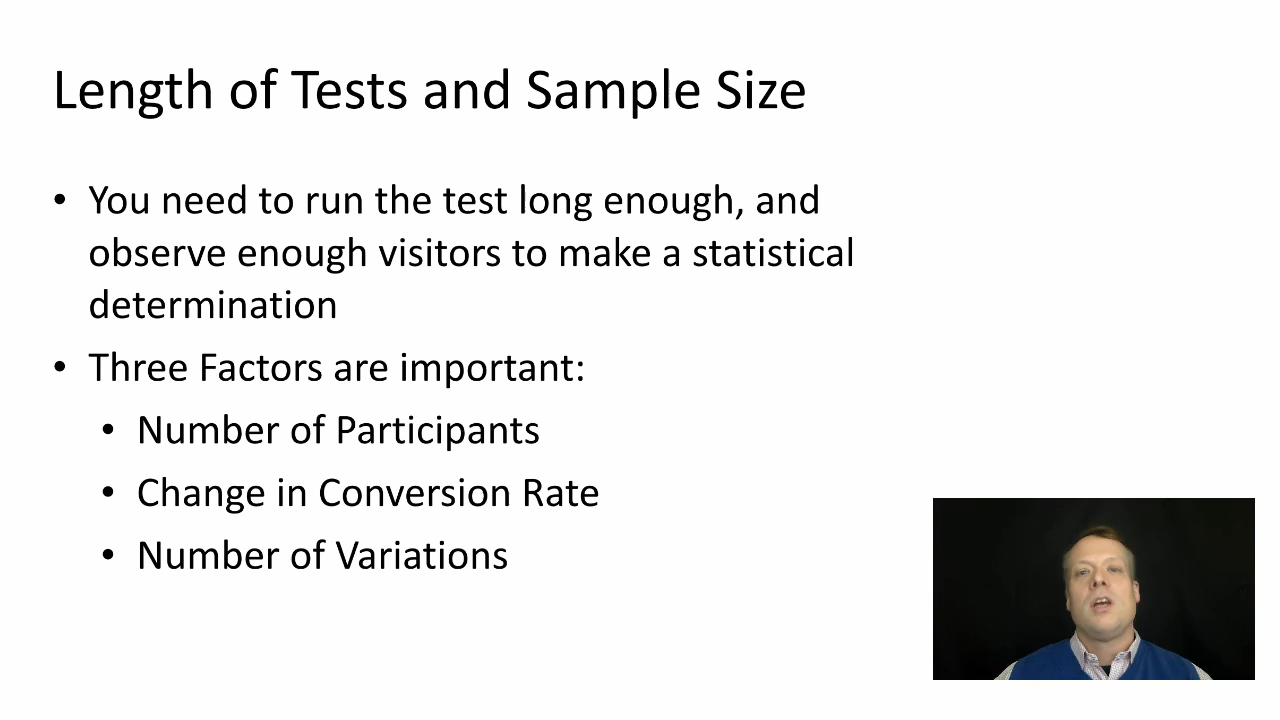 Length of Tests and Sample Size
• You need to run the test long enough, and
observe enough visitors to make a statistical
determination
• Three Factors are important:
• Number of Participants
• Change in Conversion Rate
• Number of Variations